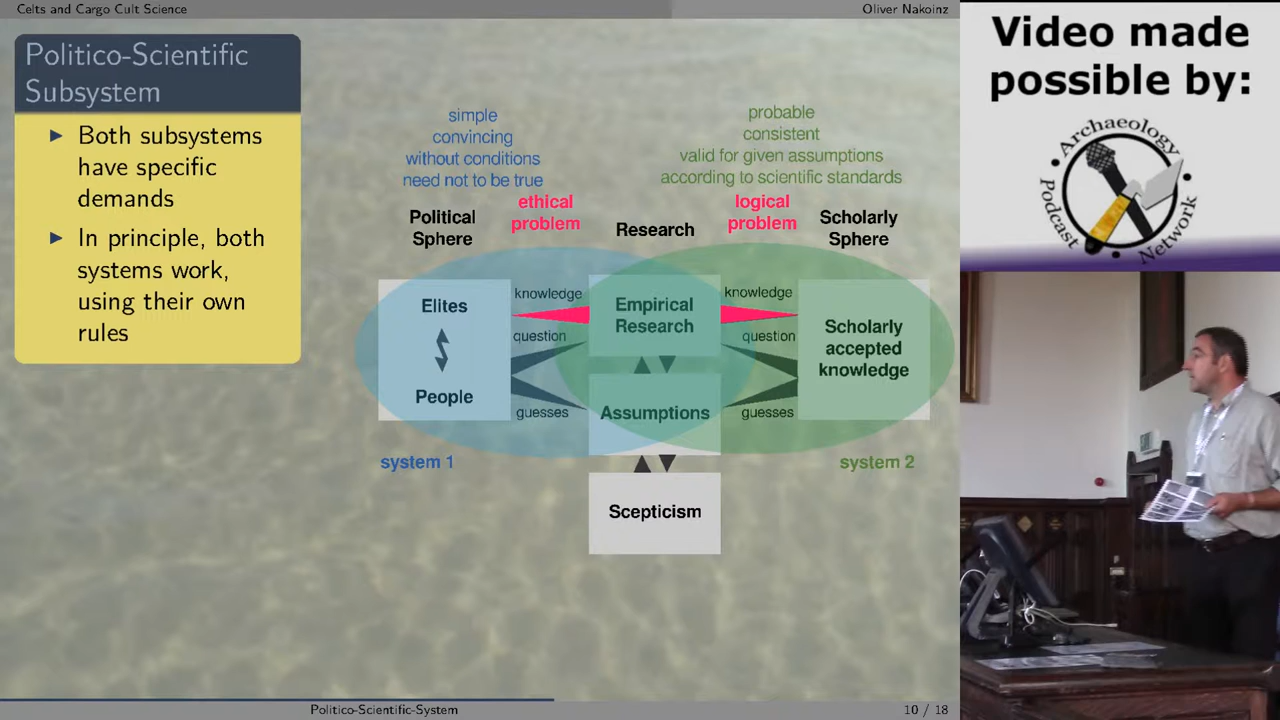 Celts and Cargo Cult Science
Oliver Nakoinz
Politico-Scientific
Subsystem
Both subsystems
have specific
demands
In principle, both
systems work,
using their own
rules
simple
convincing
without conditions
need not to be true
probable
consistent
valid for given assumptions
according to scientific standards
ethical
problem
logical
problem
Political
Sphere
Research
Scholarly
Sphere
Elites
People
knowledge
question
guesses
Empirical
Research
Assumptions
knowledge
question
guesses
Scholarly
accepted
knowledge
system 1
system 2
Scepticism
Politico-Scientific-System
10 / 18
Video made
possible by:
Archaeology
Podcast
Network